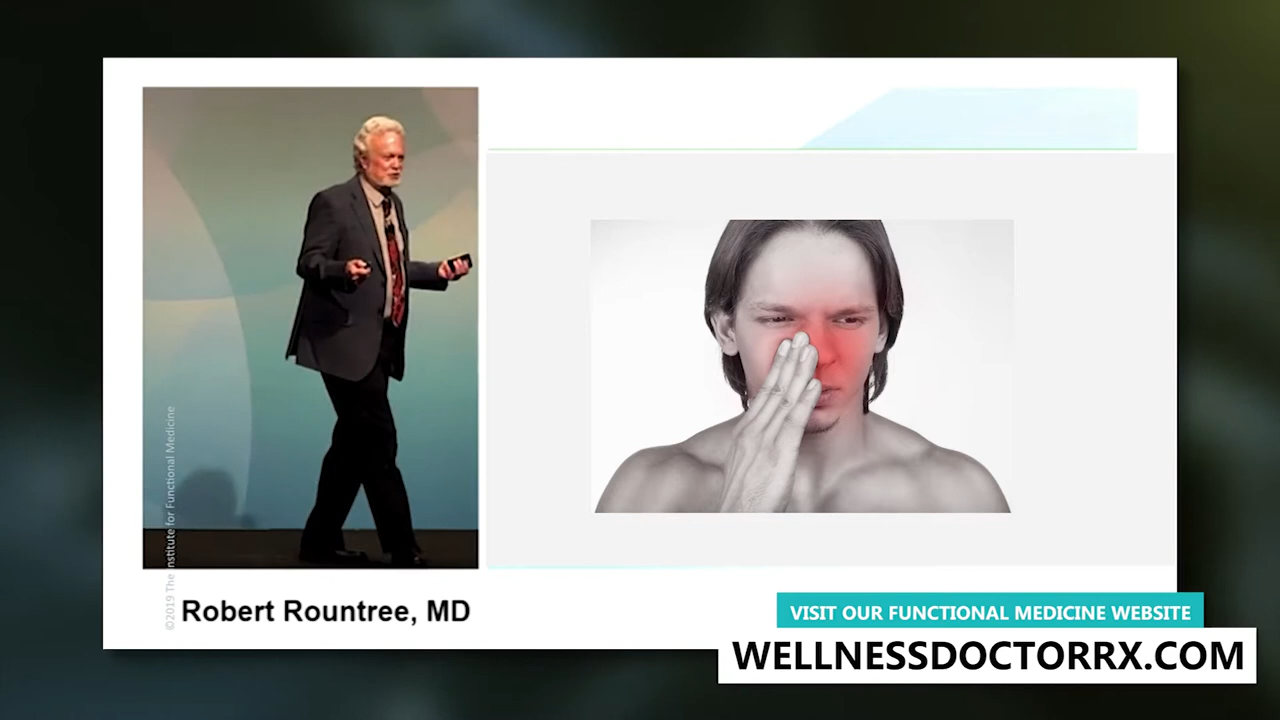 ©2019 The Institute for Functional Medicine
Robert Rountree, MD
VISIT OUR FUNCTIONAL MEDICINE WEBSITE
WELLNESSDOCTORRX.COM